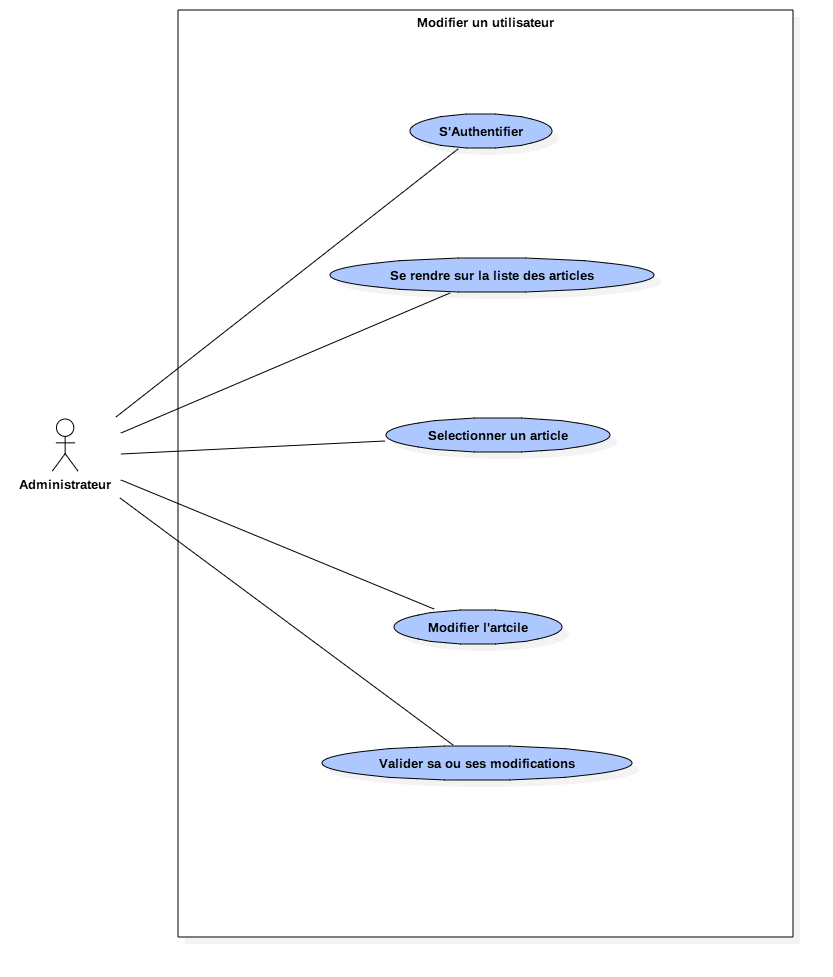 Modifier un utilisateur
S'Authentifier
Se rendre sur la liste des articles
Selectionner un article
Administrateur
Modifier l'artcile
Valider sa ou ses modifications